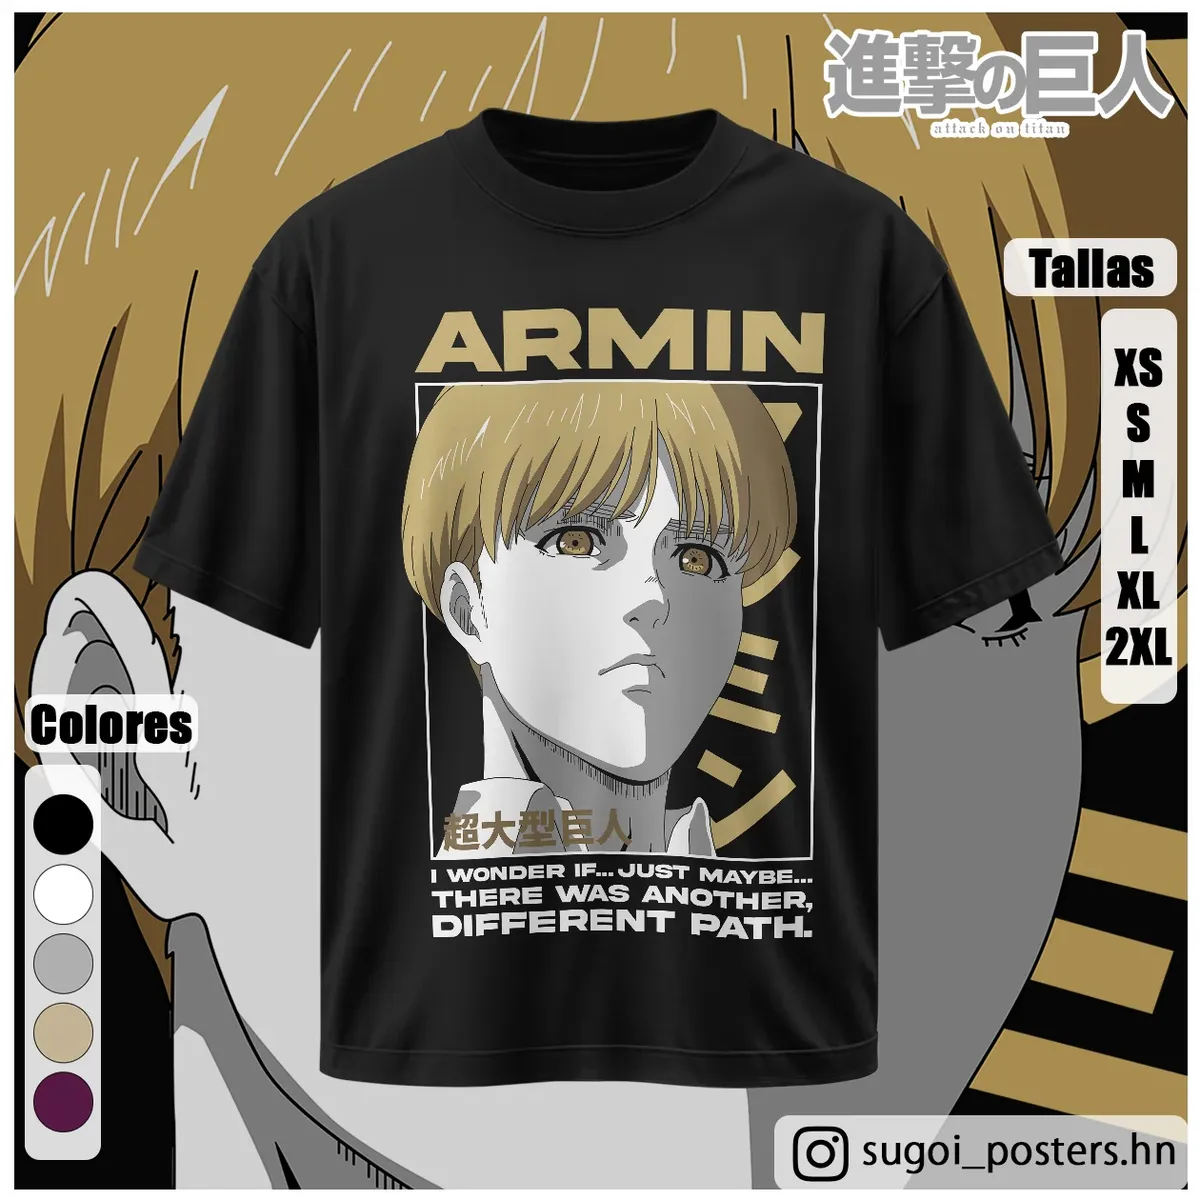 進撃の巨人
attack on titan
Tallas
XS
S
M
L
XL
2XL
ARMIN
アルミン
超大型巨人
I WONDER IF... JUST MAYBE...
THERE WAS ANOTHER,
DIFFERENT PATH.
Colores
sugoi_posters.hn